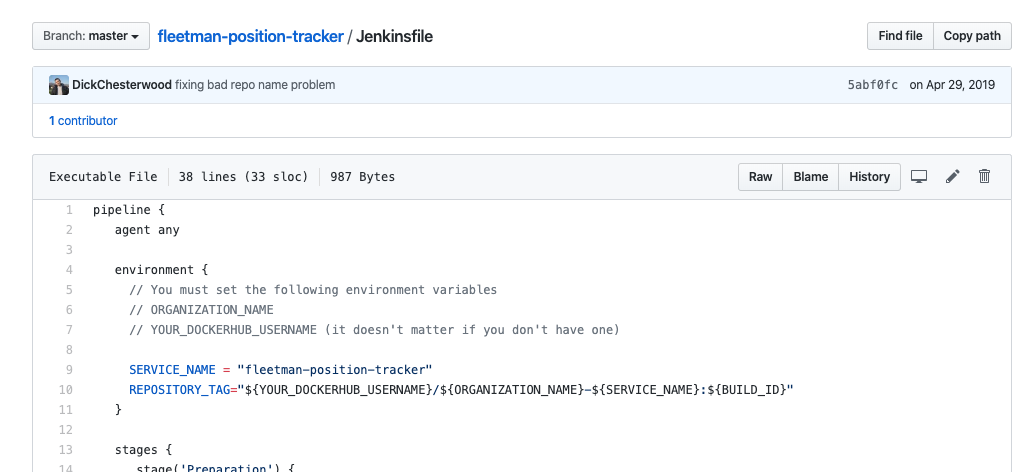 Branch: master fleetman-position-tracker / Jenkinsfile Find file Copy path
DickChesterwood fixing bad repo name problem 5abf0fc on Apr 29, 2019
1 contributor
Executable File 38 lines (33 sloc) 987 Bytes Raw Blame History
1 pipeline {
2 agent any
3
4 environment {
5 // You must set the following environment variables
6 // ORGANIZATION_NAME
7 // YOUR_DOCKERHUB_USERNAME (it doesn't matter if you don't have one)
8
9 SERVICE_NAME = "fleetman-position-tracker"
10 REPOSITORY_TAG="${YOUR_DOCKERHUB_USERNAME}/${ORGANIZATION_NAME}-${SERVICE_NAME}:${BUILD_ID}"
11 }
12
13 stages {
14 stage('Preparation') {